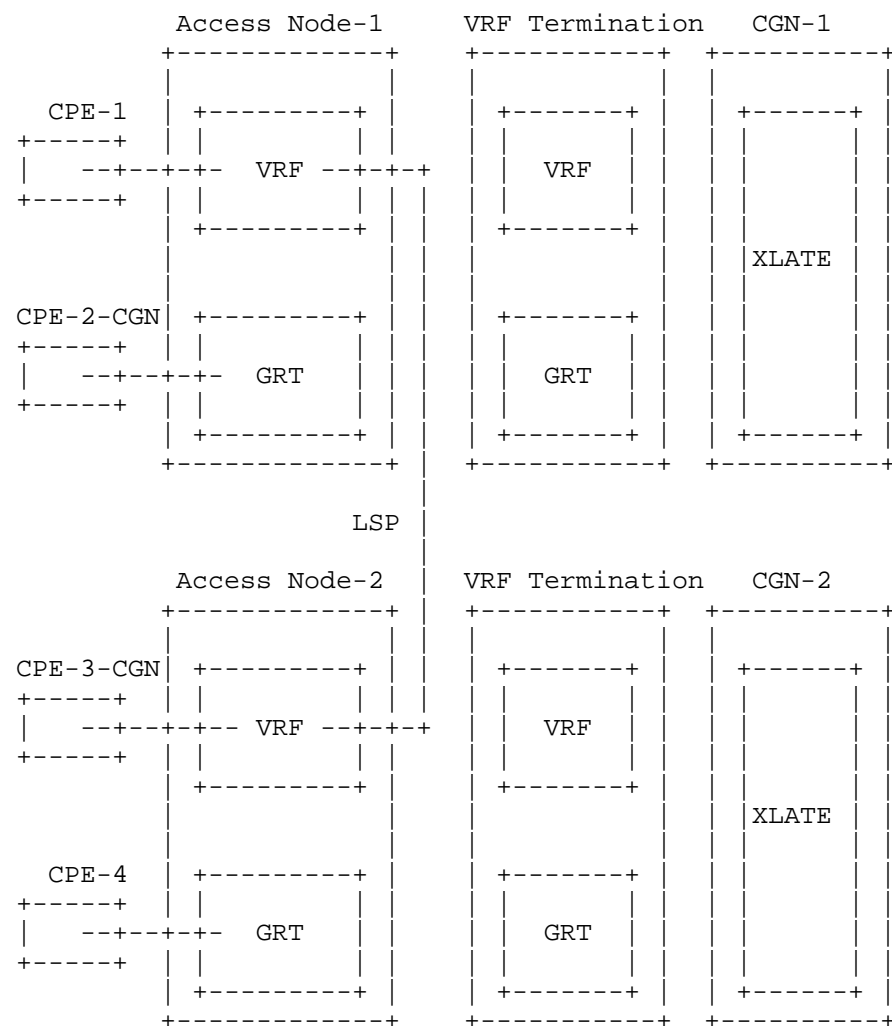 Access Node-1 VRF Termination CGN-1
CPE-1
VRF VRF
XLATE
CPE-2-CGN
GRT GRT
LSP
Access Node-2 VRF Termination CGN-2
CPE-3-CGN
VRF VRF
XLATE
CPE-4
GRT GRT